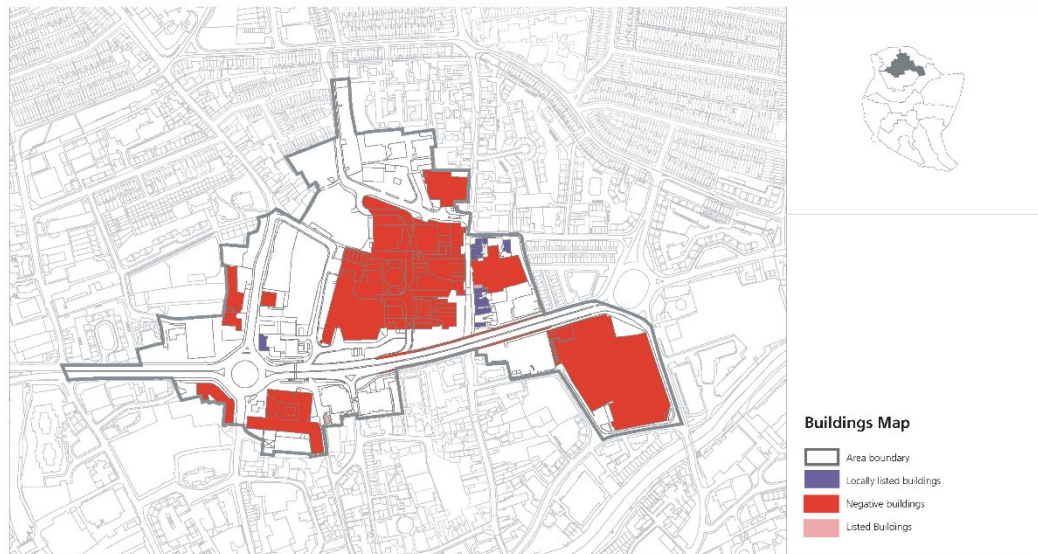 Buildings Map
Area boundary
Locally listed buildings
Negative buildings
Listed Buildings